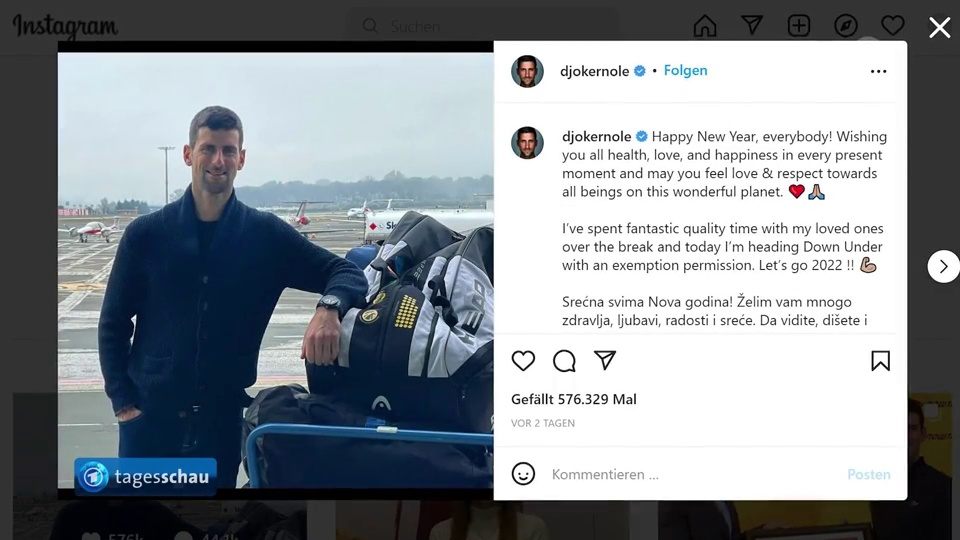 Instagram
Suchen
djokernole • Folgen
djokernole Happy New Year, everybody! Wishing
you all health, love, and happiness in every present
moment and may you feel love & respect towards
all beings on this wonderful planet. ❤️🙏🏽
I've spent fantastic quality time with my loved ones
over the break and today I'm heading Down Under
with an exemption permission. Let's go 2022 !! 💪🏽
Srećna svima Nova godina! Želim vam mnogo
zdravlja, ljubavi, radosti i sreće. Da vidite, dišete i
Gefällt 576.329 Mal
VOR 2 TAGEN
Kommentieren ...
Posten
HEAD
tagesschau